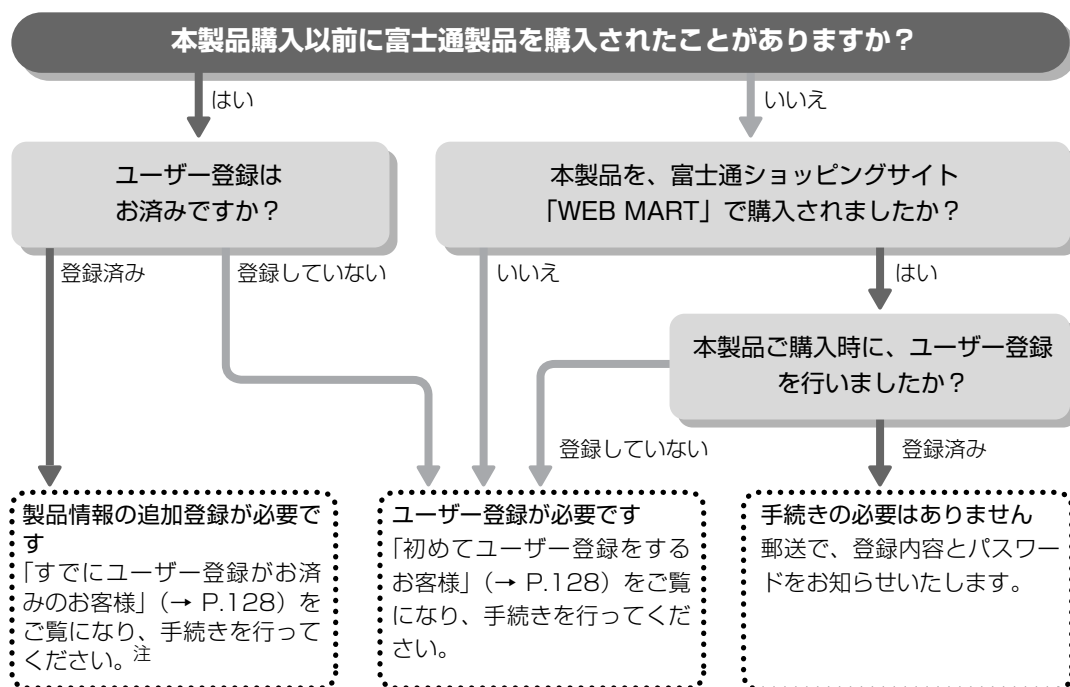 本製品購入以前に富士通製品を購入されたことがありますか？
はい
いいえ
ユーザー登録は
お済みですか？
本製品を、富士通ショッピングサイト
「WEB MART」で購入されましたか？
登録済み
登録していない
いいえ
はい
本製品ご購入時に、ユーザー登録
を行いましたか？
登録していない
登録済み
製品情報の追加登録が必要で
す
「すでにユーザー登録がお済
みのお客様」（→ P.128）を
ご覧になり、手続きを行って
ください。注
ユーザー登録が必要です
「初めてユーザー登録をする
お客様」（→ P.128）をご覧
になり、手続きを行ってくだ
さい。
手続きの必要はありません
郵送で、登録内容とパスワー
ドをお知らせいたします。